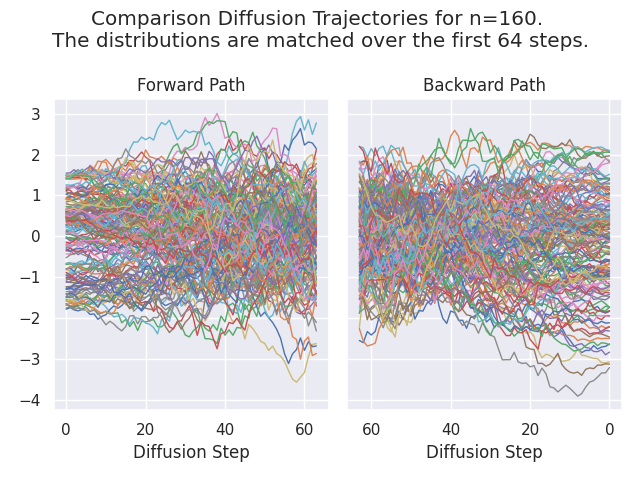 Comparison Diffusion Trajectories for n=160.
The distributions are matched over the first 64 steps.
Forward Path
Backward Path
3
2
1
0
−1
−2
−3
−4
0 20 40 60
60 40 20 0
Diffusion Step
Diffusion Step